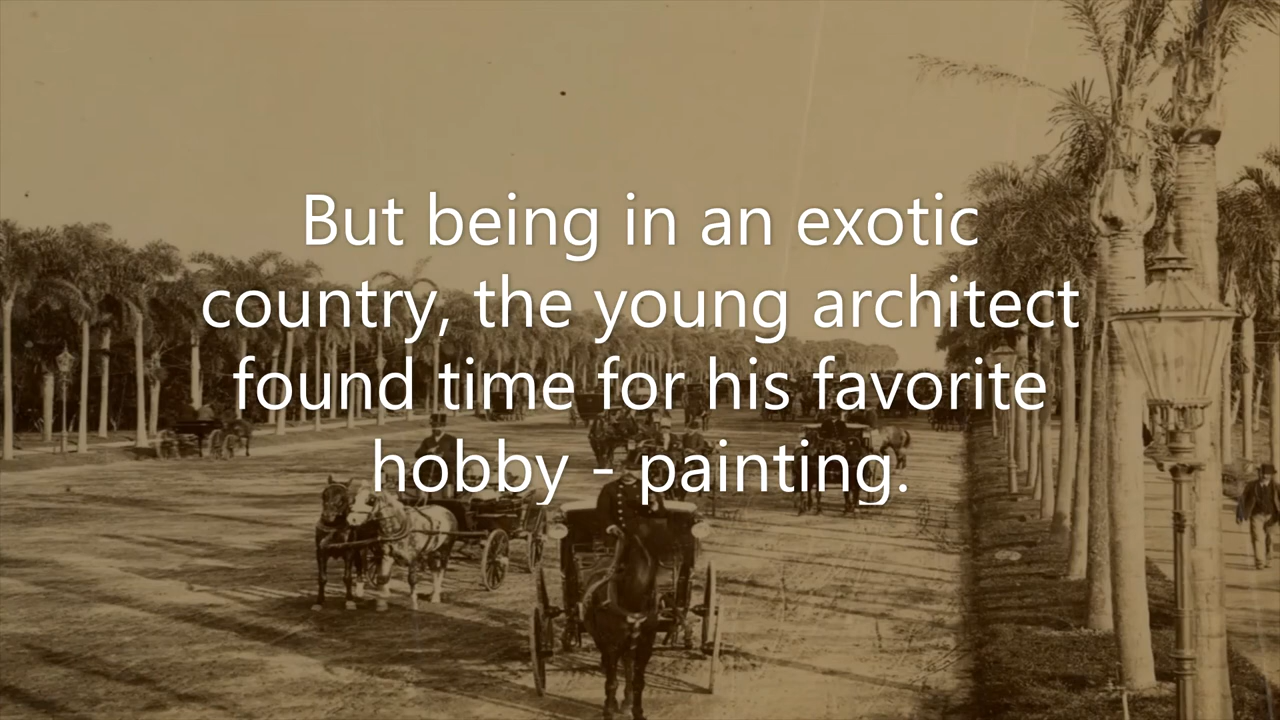 But being in an exotic
country, the young architect
found time for his favorite
hobby - painting.